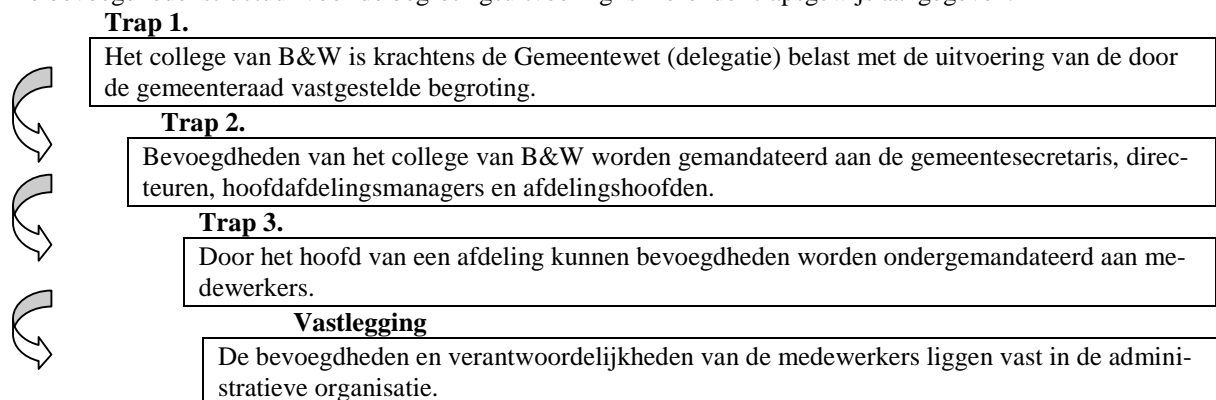 Trap 1.
Het college van B&W is krachtens de Gemeentewet (delegatie) belast met de uitvoering van de door
de gemeenteraad vastgestelde begroting.
Trap 2.
Bevoegdheden van het college van B&W worden gemandateerd aan de gemeentesecretaris, direc-
teuren, hoofdafdelingsmanagers en afdelingshoofden.
Trap 3.
Door het hoofd van een afdeling kunnen bevoegdheden worden ondergemandateerd aan me-
dewerkers.
Vastlegging
De bevoegdheden en verantwoordelijkheden van de medewerkers liggen vast in de admini-
stratieve organisatie.